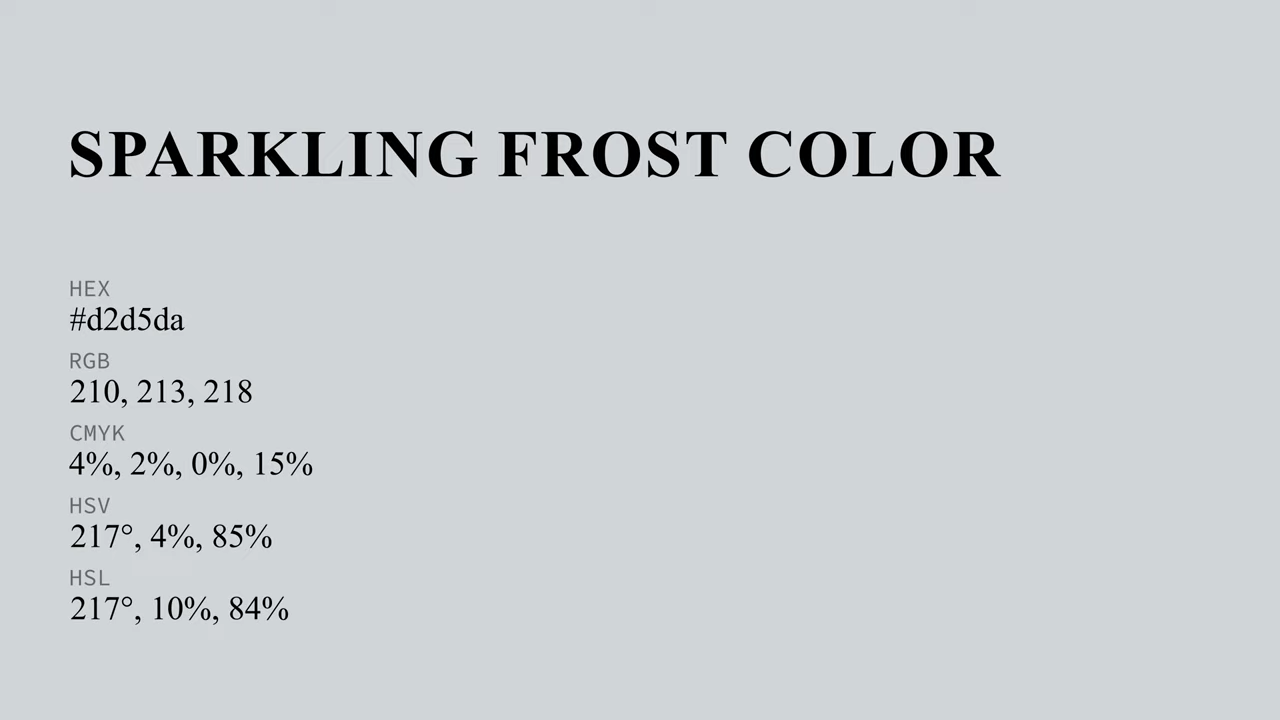 SPARKLING FROST COLOR
HEX
#d2d5da
RGB
210, 213, 218
CMYK
4%, 2%, 0%, 15%
HSV
217°, 4%, 85%
HSL
217°, 10%, 84%